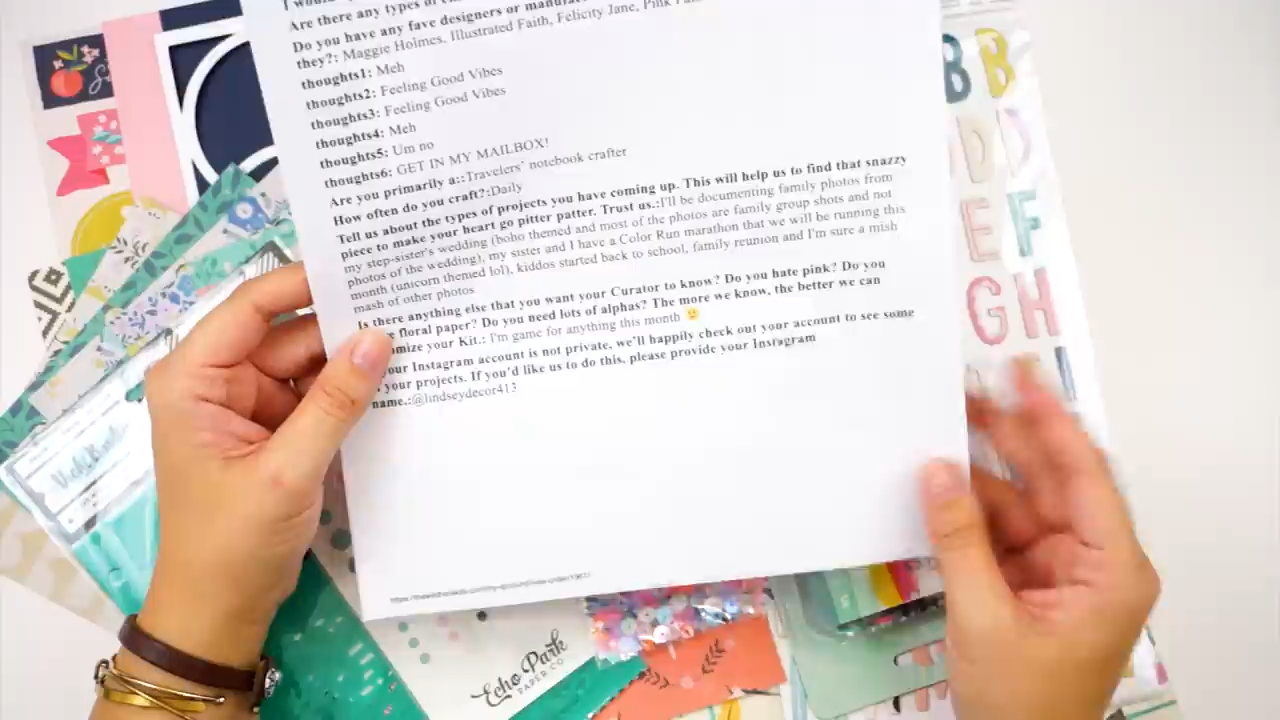 Are there any types of
Do you have any fave designers or
they?: Maggie Holmes, Illustrated Faith, Felicity Jane, Pink
thoughts1: Meh
thoughts2: Feeling Good Vibes
thoughts3: Feeling Good Vibes
thoughts4: Meh
thoughts5: Um no
thoughts6: GET IN MY MAILBOX!
Are you primarily a::Travelers' notebook crafter
How often do you craft?:Daily
Tell us about the types of projects you have coming up. This will help us to find that snazzy
piece to make your heart go pitter patter. Trust us.:I'll be documenting family photos from
my step-sister's wedding (boho themed and most of the photos are family group shots and not
photos of the wedding), my sister and I have a Color Run marathon that we will be running this
month (unicorn themed lol), kiddos started back to school, family reunion and I'm sure a mish
mash of other photos
Is there anything else that you want your Curator to know? Do you hate pink? Do you
floral paper? Do you need lots of alphas? The more we know, the better we can
omize your Kit.: I'm game for anything this month 🙂
our Instagram account is not private, we'll happily check out your account to see some
your projects. If you'd like us to do this, please provide your Instagram
name.:@lindseydecor413
Echo Park
PAPER CO
B B
D D
E F
G H
I